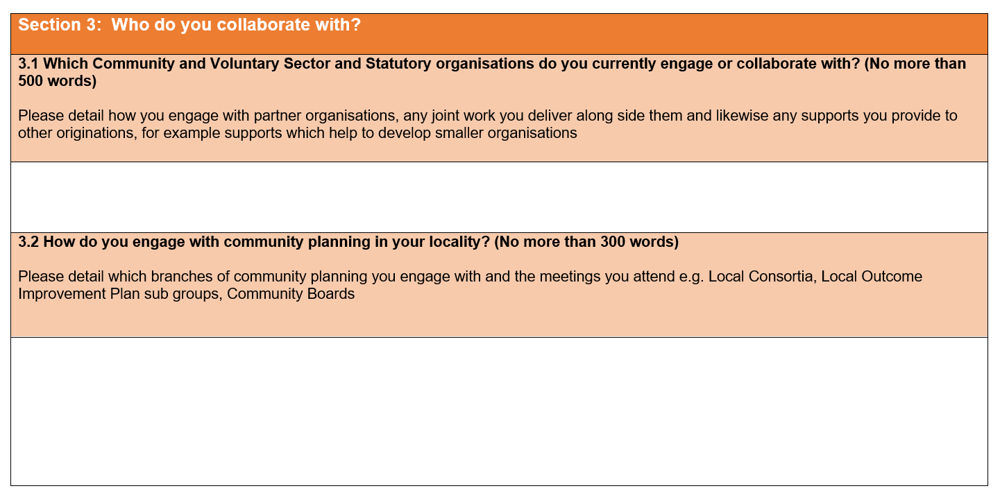 Section 3:  Who do you collaborate with?
3.1 Which Community and Voluntary Sector and Statutory organisations do you currently engage or collaborate with? (No more than
500 words)
Please detail how you engage with partner organisations, any joint work you deliver along side them and likewise any supports you provide to
other originations, for example supports which help to develop smaller organisations
3.2 How do you engage with community planning in your locality? (No more than 300 words)
Please detail which branches of community planning you engage with and the meetings you attend e.g. Local Consortia, Local Outcome
Improvement Plan sub groups, Community Boards